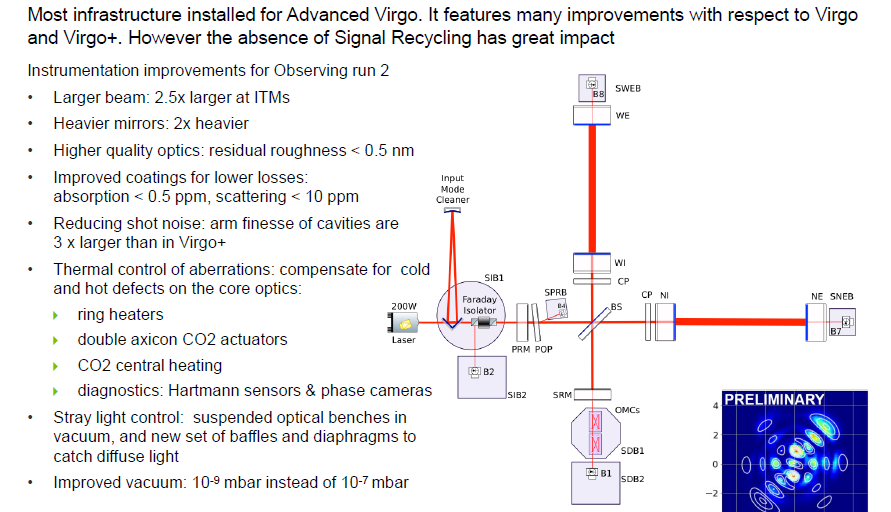 Most infrastructure installed for Advanced Virgo. It features many improvements with respect to Virgo
and Virgo+. However the absence of Signal Recycling has great impact
Instrumentation improvements for Observing run 2
• Larger beam: 2.5x larger at ITMs
• Heavier mirrors: 2x heavier
• Higher quality optics: residual roughness < 0.5 nm
• Improved coatings for lower losses:
absorption < 0.5 ppm, scattering < 10 ppm
• Reducing shot noise: arm finesse of cavities are
3 x larger than in Virgo+
• Thermal control of aberrations: compensate for cold
and hot defects on the core optics:
ring heaters
double axicon CO2 actuators
CO2 central heating
diagnostics: Hartmann sensors & phase cameras
• Stray light control: suspended optical benches in
vacuum, and new set of baffles and diaphragms to
catch diffuse light
• Improved vacuum: 10-9 mbar instead of 10-7 mbar
SWEB
B8
WE
Input
Mode
Cleaner
WI
CP
SIB1
Faraday
Isolator
200W
Laser
SPRB
B4
BS
CP NI
NE SNEB
B7
PRM POP
B2
SIB2
SRM
OMCs
SDB1
B1
SDB2
PRELIMINARY
4
2
0
−2